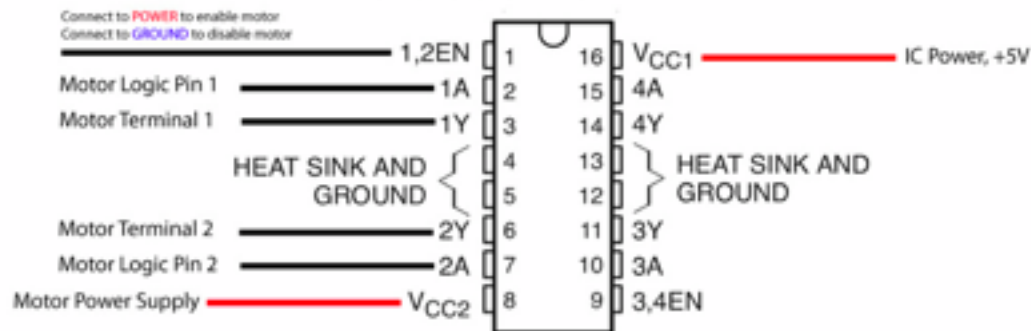 Connect to POWER to enable motor
Connect to GROUND to disable motor
1,2EN 1 16 VCC1 IC Power, +5V
Motor Logic Pin 1 1A 2 15 4A
Motor Terminal 1 1Y 3 14 4Y
HEAT SINK AND 4 13 HEAT SINK AND
GROUND 5 12 GROUND
Motor Terminal 2 2Y 6 11 3Y
Motor Logic Pin 2 2A 7 10 3A
Motor Power Supply VCC2 8 9 3,4EN